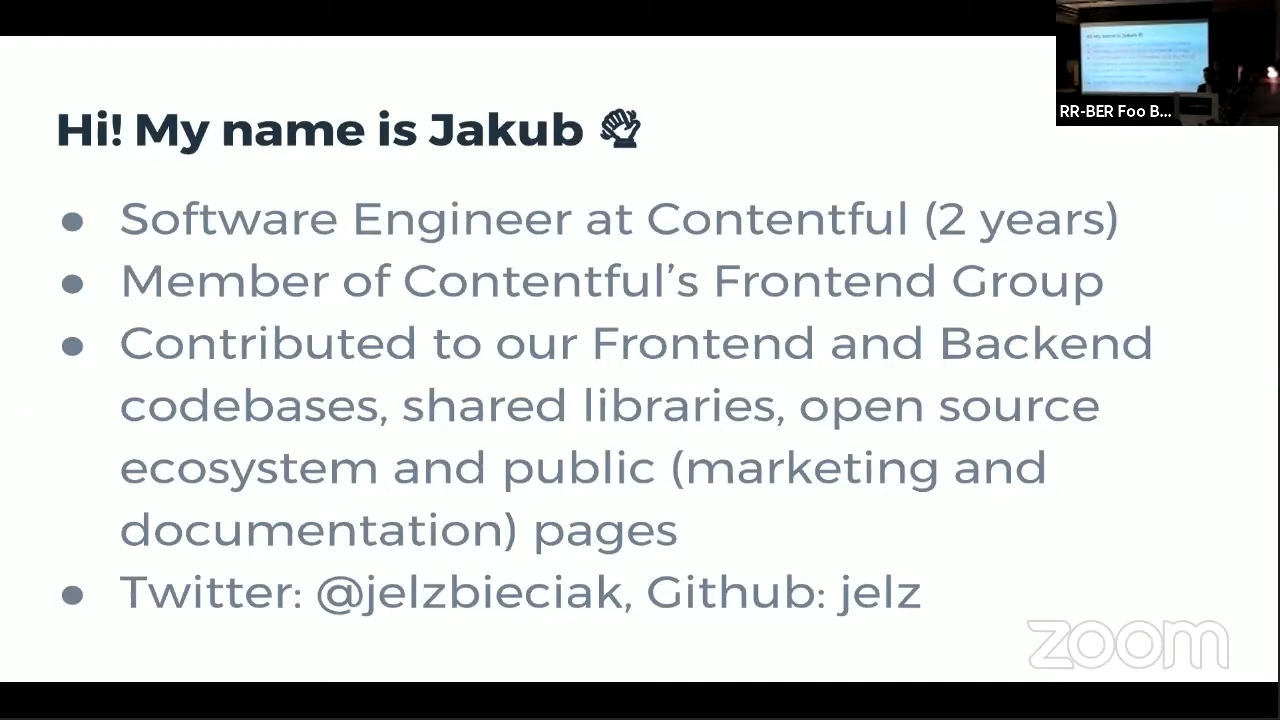 Hi! My name is Jakub 👋
● Software Engineer at Contentful (2 years)
● Member of Contentful's Frontend Group
● Contributed to our Frontend and Backend
codebases, shared libraries, open source
ecosystem and public (marketing and
documentation) pages
● Twitter: @jelzbieciak, Github: jelz
RR-BER Foo B...
zoom